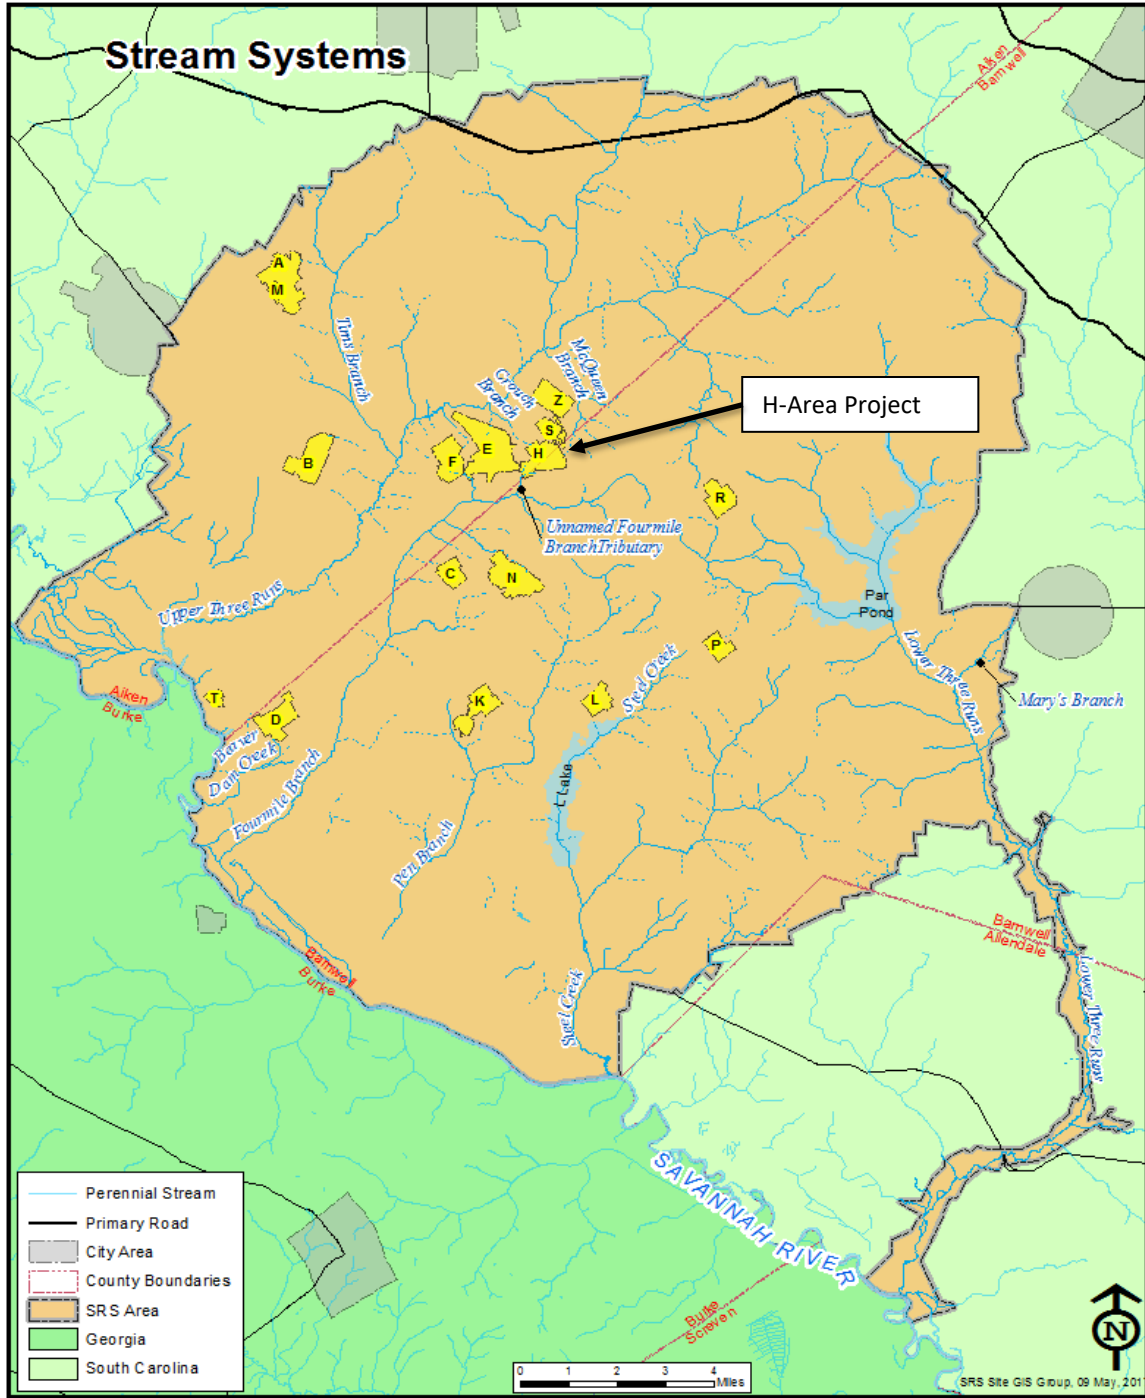 Stream Systems
Aiken
Barnwell
A
M
Tims Branch
McQueen
Branch
Crouch
Branch
Z
S
H
E
F
B
H-Area Project
R
Unnamed Fourmile
BranchTributary
C
N
Upper Three Runs
Par
Pond
P
Lower Three Runs
Mary's Branch
Steel Creek
Aiken
Burke
T
D
K
L
Beaver
Dam Creek
Fourmile Branch
L Lake
Pen Branch
Barnwell
Allendale
Barnwell
Burke
Lower Three Runs
Steel Creek
SAVANNAH RIVER
Burke
Screven
Perennial Stream
Primary Road
City Area
County Boundaries
SRS Area
Georgia
South Carolina
0 1 2 3 4
Miles
N
SRS Site GIS Group, 09 May, 201